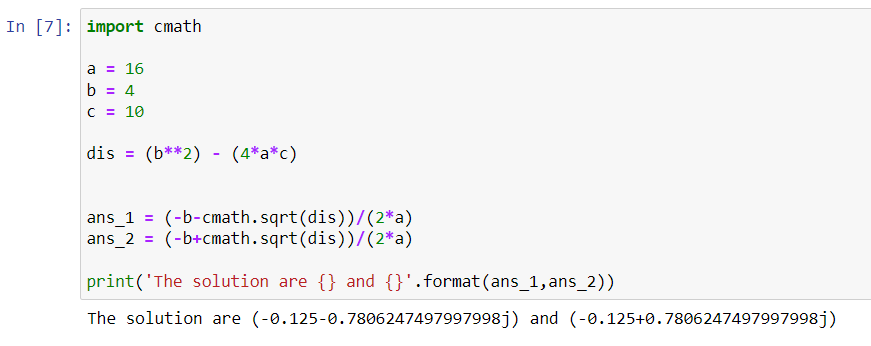 In [7]: import cmath
a = 16
b = 4
c = 10
dis = (b**2) - (4*a*c)
ans_1 = (-b-cmath.sqrt(dis))/(2*a)
ans_2 = (-b+cmath.sqrt(dis))/(2*a)
print('The solution are {} and {}'.format(ans_1,ans_2))
The solution are (-0.125-0.7806247497997998j) and (-0.125+0.7806247497997998j)